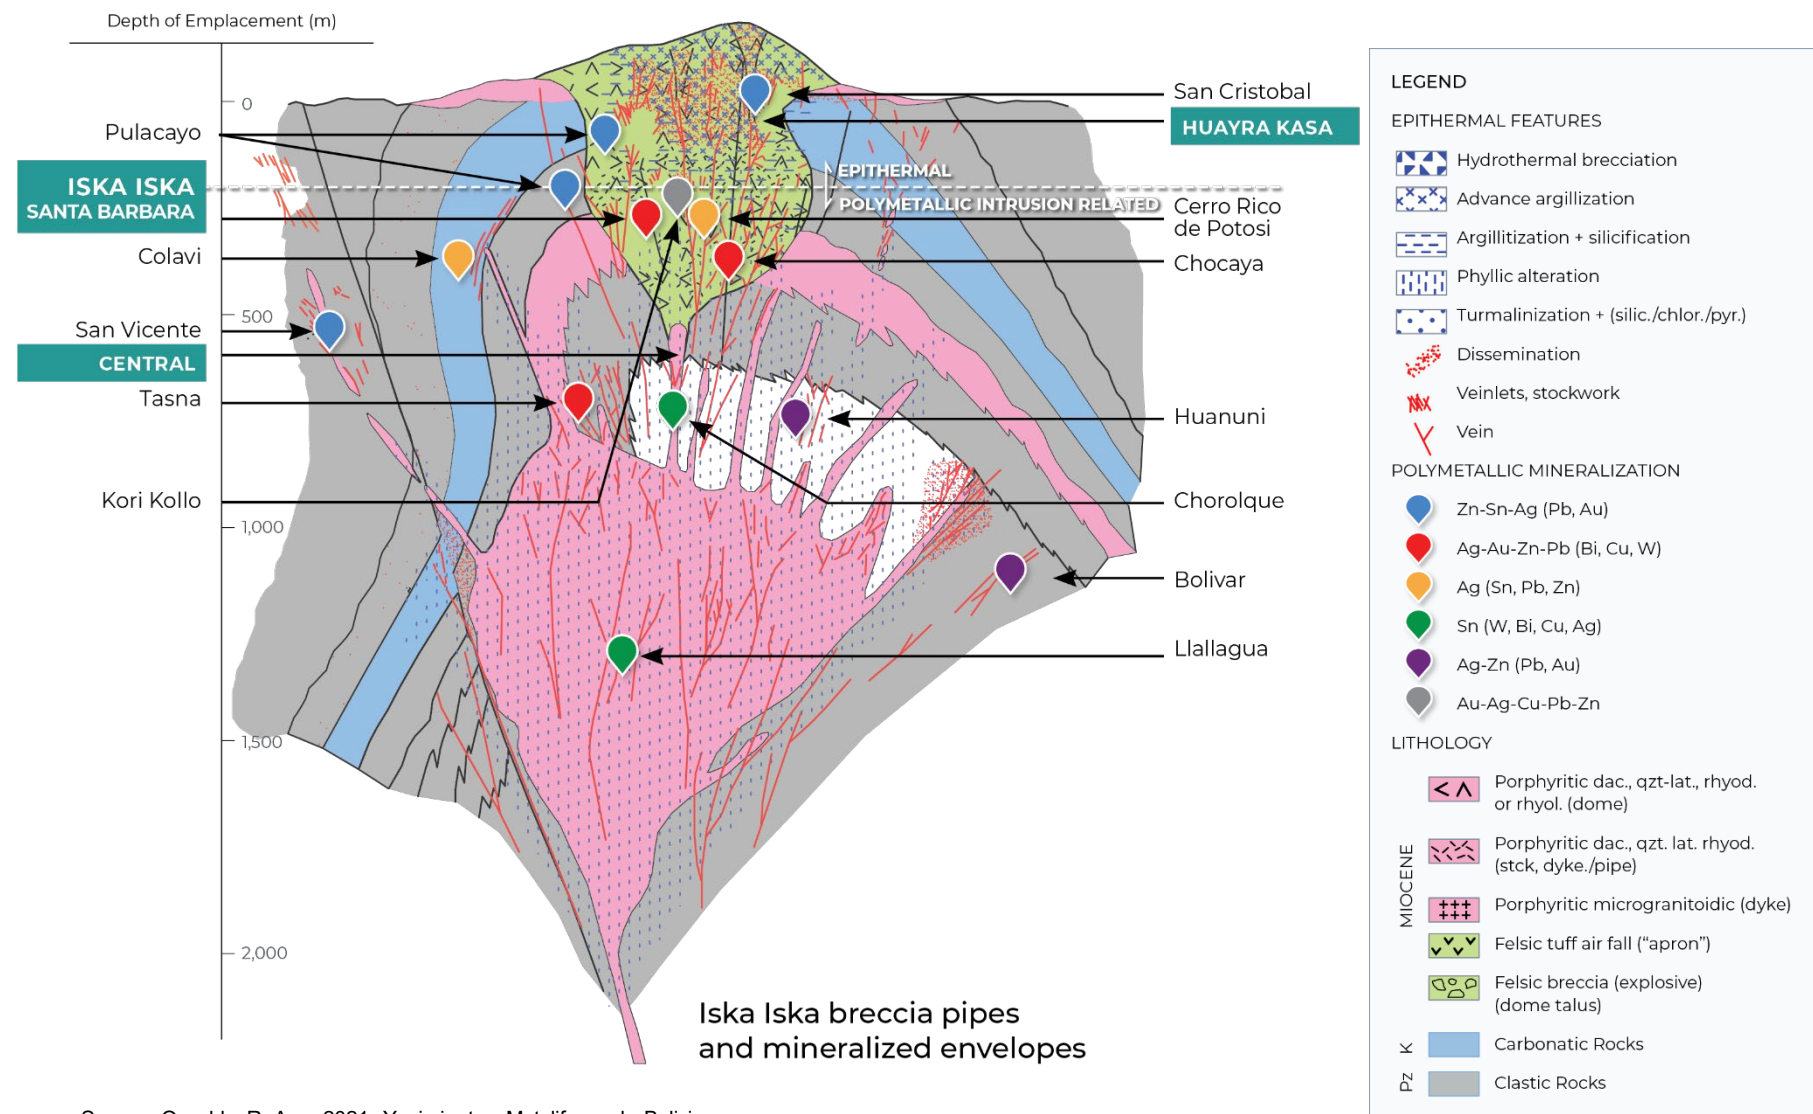 Depth of Emplacement (m)
0
500
1,000
1,500
2,000
Pulacayo
ISKA ISKA
SANTA BARBARA
Colavi
San Vicente
CENTRAL
Tasna
Kori Kollo
EPITHERMAL
POLYMETALLIC INTRUSION RELATED
San Cristobal
HUAYRA KASA
Cerro Rico
de Potosi
Chocaya
Huanuni
Chorolque
Bolivar
Llallagua
Iska Iska breccia pipes
and mineralized envelopes
LEGEND
EPITHERMAL FEATURES
Hydrothermal brecciation
Advance argillization
Argillitization + silicification
Phyllic alteration
Turmalinization + (silic./chlor./pyr.)
Dissemination
Veinlets, stockwork
Vein
POLYMETALLIC MINERALIZATION
Zn-Sn-Ag (Pb, Au)
Ag-Au-Zn-Pb (Bi, Cu, W)
Ag (Sn, Pb, Zn)
Sn (W, Bi, Cu, Ag)
Ag-Zn (Pb, Au)
Au-Ag-Cu-Pb-Zn
LITHOLOGY
MIOCENE
Porphyritic dac., qzt-lat., rhyod.
or rhyol. (dome)
Porphyritic dac., qzt. lat. rhyod.
(stck, dyke./pipe)
Porphyritic microgranitoidic (dyke)
Felsic tuff air fall (“apron”)
Felsic breccia (explosive)
(dome talus)
K
Carbonatic Rocks
Pz
Clastic Rocks